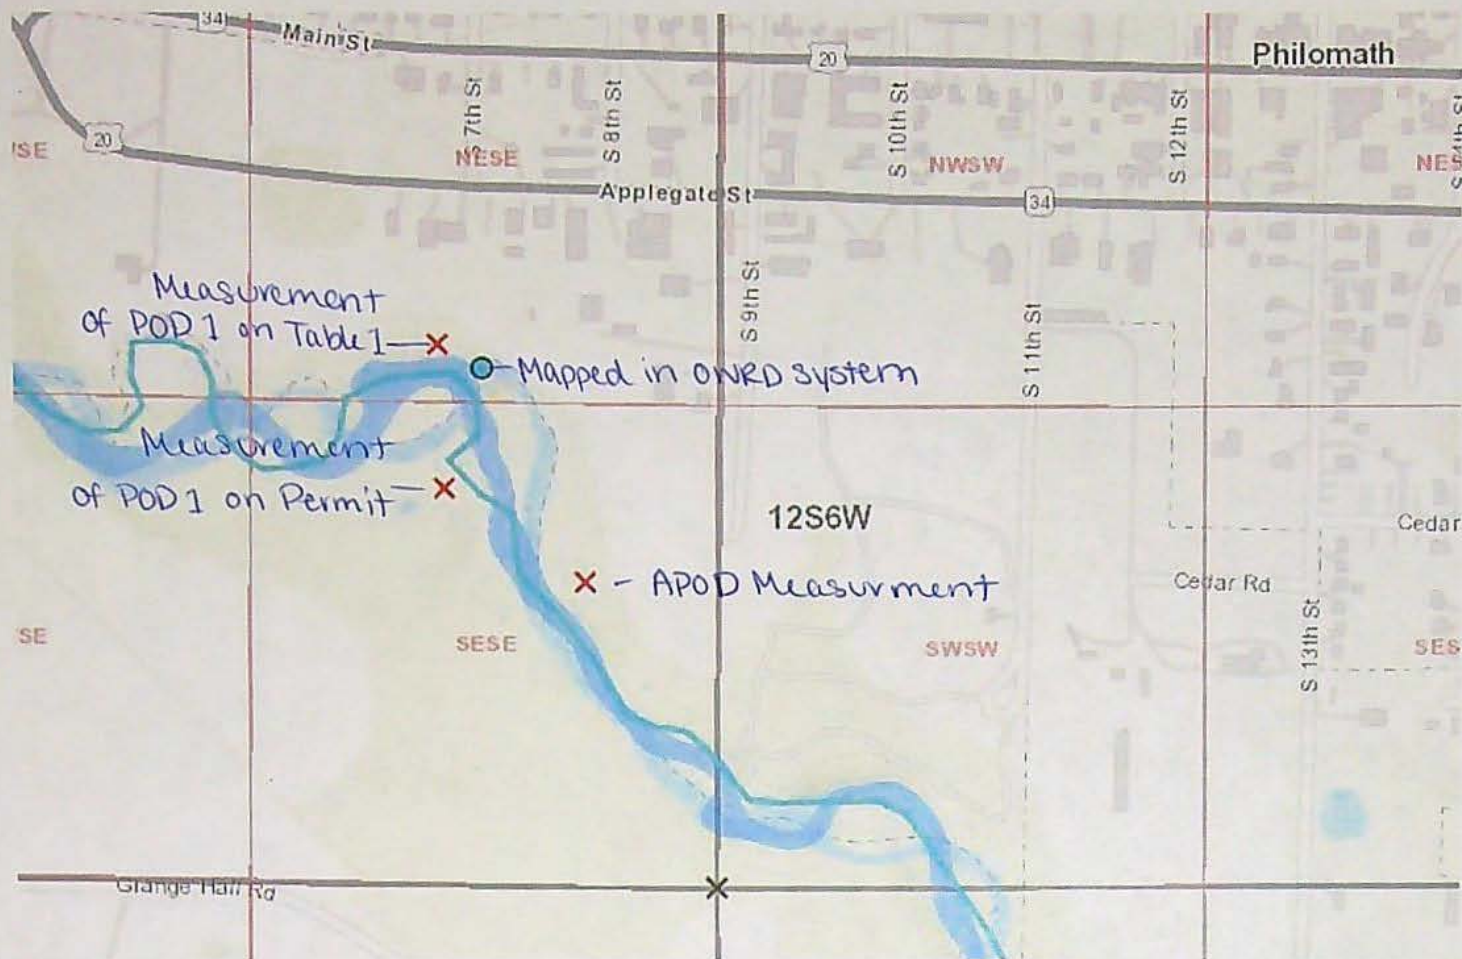 34
Main St
20
Philomath
20
S 7th St
S 8th St
S 10th St
S 12th St
NESE
NWSW
Applegate St
34
Measurement
of POD 1 on Table 1
S 9th St
S 11th St
Mapped in OWRD system
Measurement
of POD 1 on Permit
12S6W
Cedar
APOD Measurment
Cedar Rd
SE
SESE
SWSW
S 13th St
Grange Hall Rd